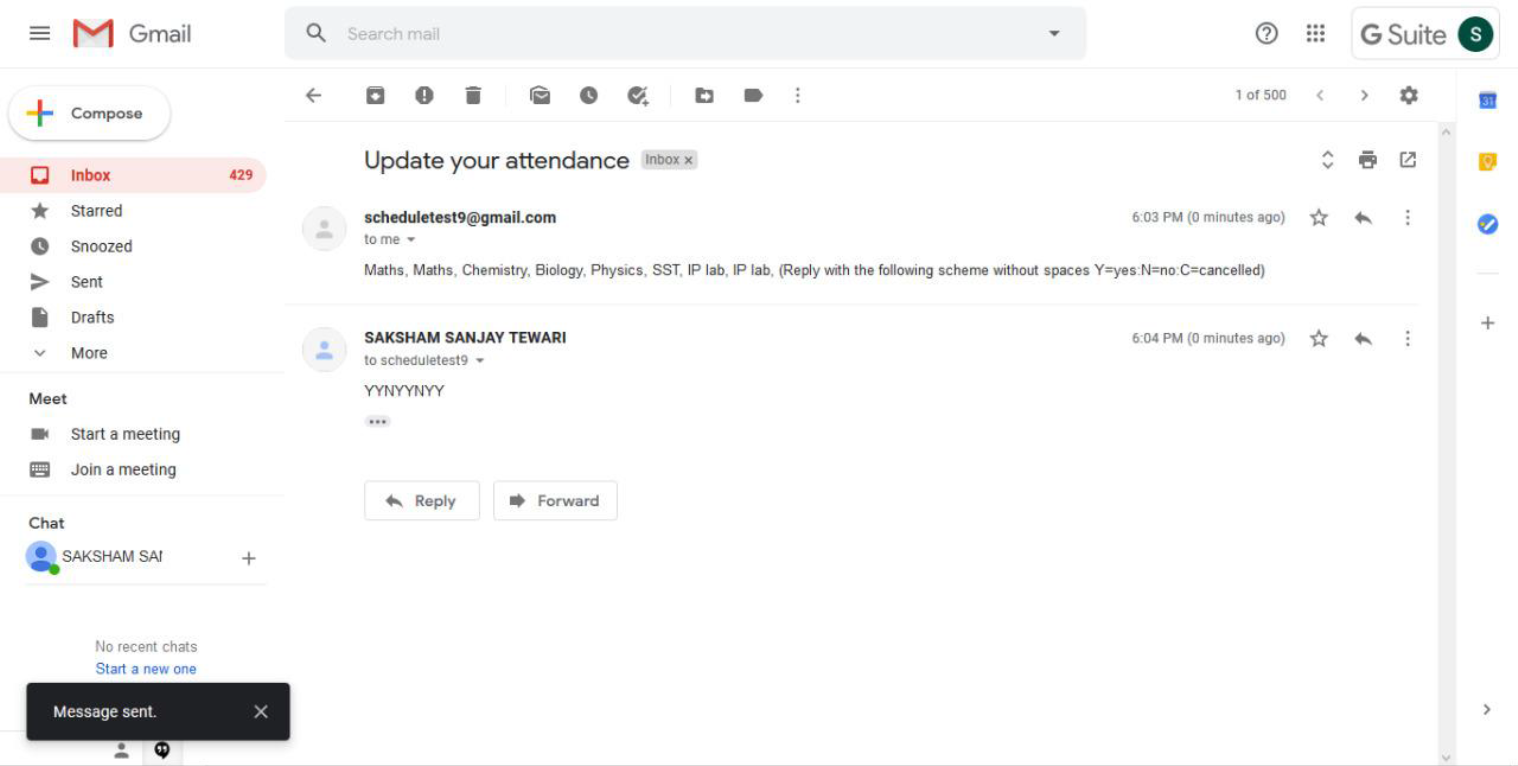 Gmail
Search mail
G Suite
S
Compose
1 of 500
31
Update your attendance
Inbox x
Inbox 429
Starred
Snoozed
Sent
Drafts
More
scheduletest9@gmail.com
6:03 PM (0 minutes ago)
to me
Maths, Maths, Chemistry, Biology, Physics, SST, IP lab, IP lab, (Reply with the following scheme without spaces Y=yes:N=no:C=cancelled)
SAKSHAM SANJAY TEWARI
6:04 PM (0 minutes ago)
to scheduletest9
YYNYYNYY
Reply
Forward
Meet
Start a meeting
Join a meeting
Chat
SAKSHAM SAN
No recent chats
Start a new one
Message sent.